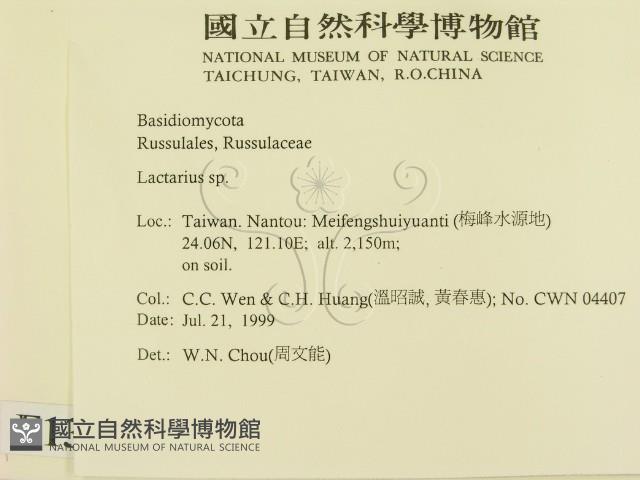 國立自然科學博物館
NATIONAL MUSEUM OF NATURAL SCIENCE
TAICHUNG, TAIWAN, R.O.CHINA
Basidiomycota
Russulales, Russulaceae
Lactarius sp.
Loc.: Taiwan. Nantou: Meifengshuiyuanti (梅峰水源地)
24.06N, 121.10E; alt. 2,150m;
on soil.
Col.: C.C. Wen & C.H. Huang(溫昭誠, 黃春惠); No. CWN 04407
Date: Jul. 21, 1999
Det.: W.N. Chou(周文能)
國立自然科學博物館
NATIONAL MUSEUM OF NATURAL SCIENCE